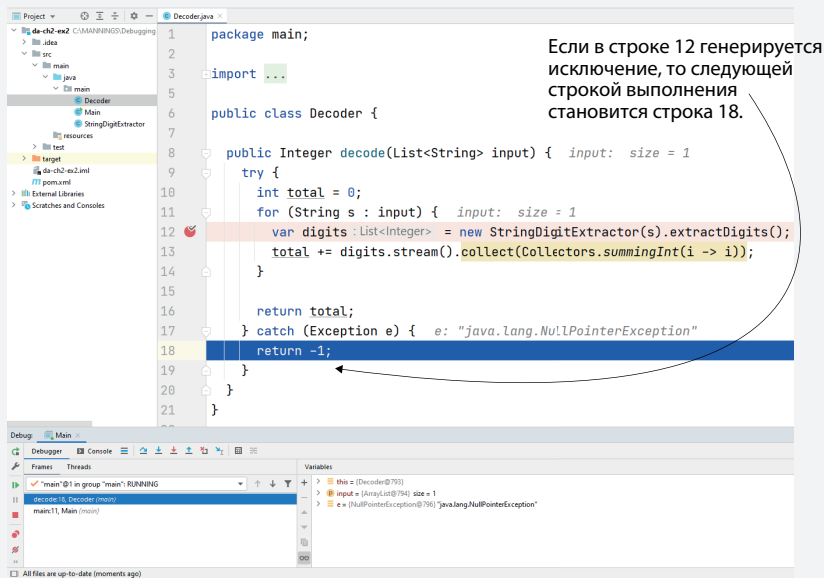 Project
Decoder.java
da-ch2-ex2 C:\MANNINGS\Debugging
.idea
src
main
java
main
Decoder
Main
StringDigitExtractor
resources
test
target
da-ch2-ex2.iml
pom.xml
External Libraries
Scratches and Consoles
Если в строке 12 генерируется
исключение, то следующей
строкой выполнения
становится строка 18.
1 package main;
2
3 import ...
5
6 public class Decoder {
7
8 public Integer decode(List<String> input) { input: size = 1
9 try {
10 int total = 0;
11 for (String s : input) { input: size = 1
12 var digits : List<Integer> = new StringDigitExtractor(s).extractDigits();
13 total += digits.stream().collect(Collectors.summingInt(i -> i));
14 }
15
16 return total;
17 } catch (Exception e) { e: "java.lang.NullPointerException"
18 return -1;
19 }
20 }
21 }
Debug: Main
Debugger Console
Frames Threads
"main"@1 in group "main": RUNNING
decode:18, Decoder (main)
main:11, Main (main)
Variables
this = {Decoder@793}
input = {ArrayList@794} size = 1
e = {NullPointerException@796} "java.lang.NullPointerException"
All files are up-to-date (moments ago)